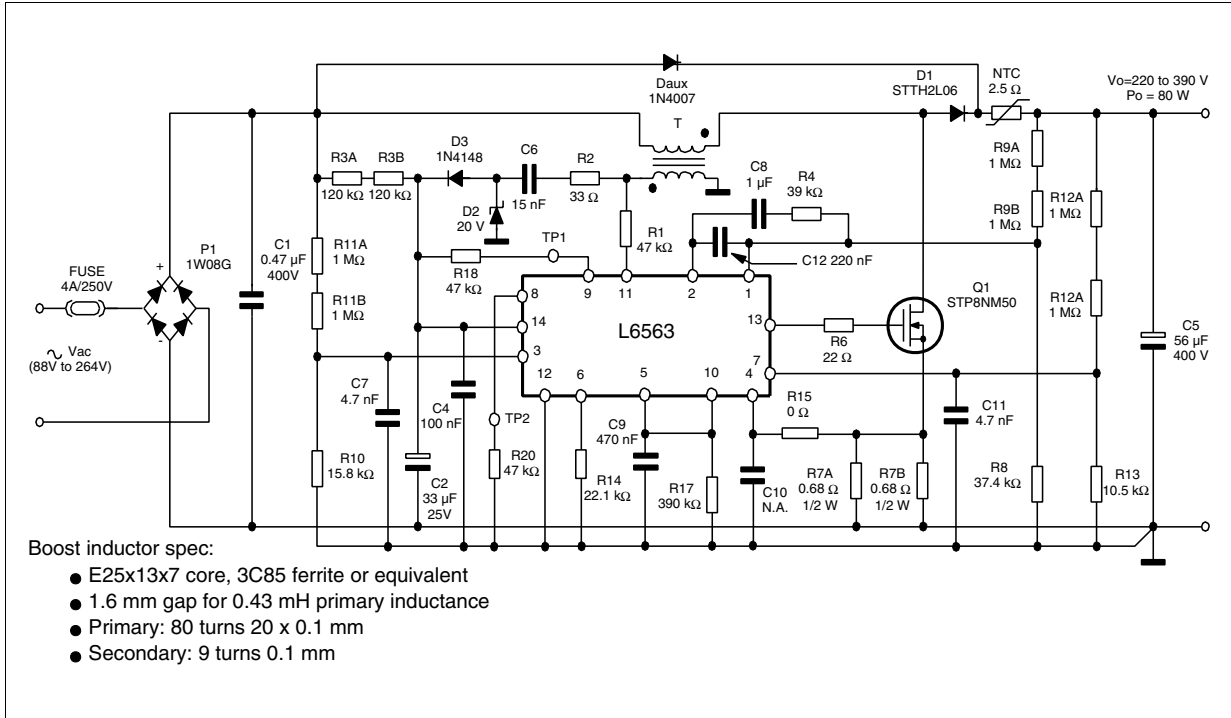 Daux
1N4007
D1
STTH2L06
NTC
2.5 Ω
Vo=220 to 390 V
Po = 80 W
T
R3A
120 kΩ
R3B
120 kΩ
D3
1N4148
C6
15 nF
R2
33 Ω
C8
1 µF
R4
39 kΩ
R9A
1 MΩ
R9B
1 MΩ
R12A
1 MΩ
D2
20 V
R1
47 kΩ
C12 220 nF
P1
1W08G
C1
0.47 µF
400V
R11A
1 MΩ
R11B
1 MΩ
TP1
R18
47 kΩ
FUSE
4A/250V
+
-
8
9
11
2
1
14
3
L6563
13
7
12
6
5
10
4
Q1
STP8NM50
R6
22 Ω
R12A
1 MΩ
C5
56 µF
400 V
Vac
(88V to 264V)
C7
4.7 nF
C4
100 nF
TP2
C9
470 nF
R15
0 Ω
C11
4.7 nF
R10
15.8 kΩ
C2
33 µF
25V
R20
47 kΩ
R14
22.1 kΩ
R17
390 kΩ
C10
N.A.
R7A
0.68 Ω
1/2 W
R7B
0.68 Ω
1/2 W
R8
37.4 kΩ
R13
10.5 kΩ
Boost inductor spec:
● E25x13x7 core, 3C85 ferrite or equivalent
● 1.6 mm gap for 0.43 mH primary inductance
● Primary: 80 turns 20 x 0.1 mm
● Secondary: 9 turns 0.1 mm